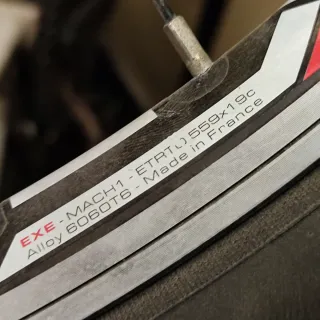 EXE - MACH1 - ETRTO 559x19c
Alloy 6060T6 - Made in France